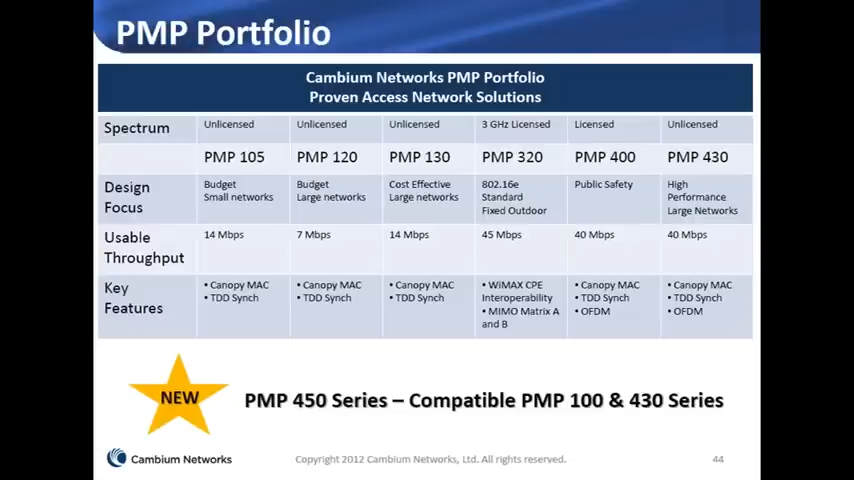 PMP Portfolio
Cambium Networks PMP Portfolio
Proven Access Network Solutions
Spectrum Unlicensed Unlicensed Unlicensed 3 GHz Licensed Licensed Unlicensed
PMP 105 PMP 120 PMP 130 PMP 320 PMP 400 PMP 430
Design Focus Budget Small networks Budget Large networks Cost Effective Large networks 802.16e Standard Fixed Outdoor Public Safety High Performance Large Networks
Usable Throughput 14 Mbps 7 Mbps 14 Mbps 45 Mbps 40 Mbps 40 Mbps
Key Features • Canopy MAC • TDD Synch • Canopy MAC • TDD Synch • Canopy MAC • TDD Synch • WiMAX CPE Interoperability • MIMO Matrix A and B • Canopy MAC • TDD Synch • OFDM • Canopy MAC • TDD Synch • OFDM
NEW
PMP 450 Series – Compatible PMP 100 & 430 Series
Cambium Networks Copyright 2012 Cambium Networks, Ltd. All rights reserved. 44